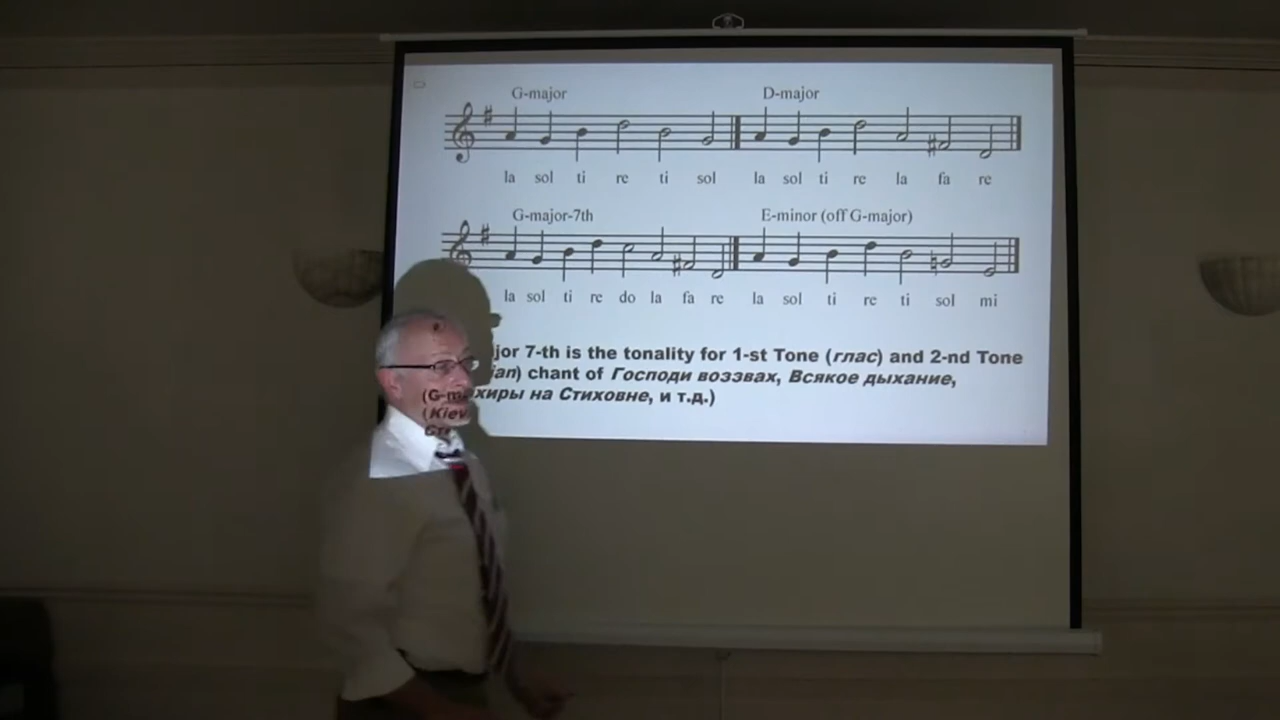 G-major D-major
la sol ti re ti sol la sol ti re la fa re
G-major-7th E-minor (off G-major)
la sol ti re do la fa re la sol ti re ti sol mi
(G-major 7-th is the tonality for 1-st Tone (глас) and 2-nd Tone
(Kievan) chant of Господи воззвах, Всякое дыхание,
на Стиховне, и т.д.)